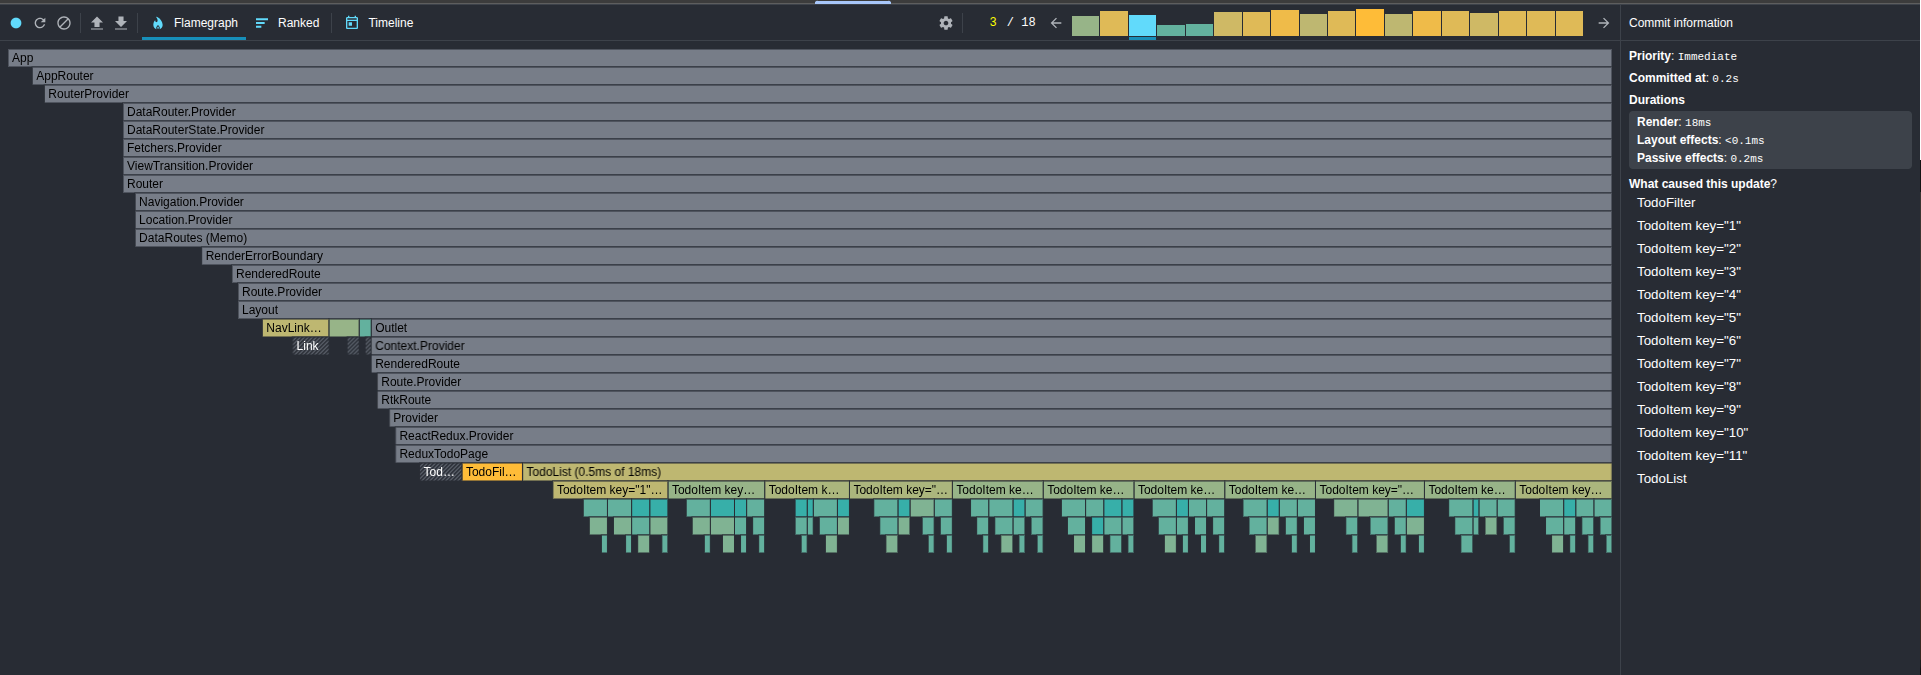 Flamegraph Ranked Timeline 3 / 18 Commit information
App
AppRouter
RouterProvider
DataRouter.Provider
DataRouterState.Provider
Fetchers.Provider
ViewTransition.Provider
Router
Navigation.Provider
Location.Provider
DataRoutes (Memo)
RenderErrorBoundary
RenderedRoute
Route.Provider
Layout
NavLink… Outlet
Link Context.Provider
RenderedRoute
Route.Provider
RtkRoute
Provider
ReactRedux.Provider
ReduxTodoPage
Tod… TodoFil… TodoList (0.5ms of 18ms)
TodoItem key="1"… TodoItem key… TodoItem k… TodoItem key="… TodoItem ke… TodoItem ke… TodoItem ke… TodoItem ke… TodoItem key="… TodoItem ke… TodoItem key…
Priority: Immediate
Committed at: 0.2s
Durations
Render: 18ms
Layout effects: <0.1ms
Passive effects: 0.2ms
What caused this update?
TodoFilter
TodoItem key="1"
TodoItem key="2"
TodoItem key="3"
TodoItem key="4"
TodoItem key="5"
TodoItem key="6"
TodoItem key="7"
TodoItem key="8"
TodoItem key="9"
TodoItem key="10"
TodoItem key="11"
TodoList